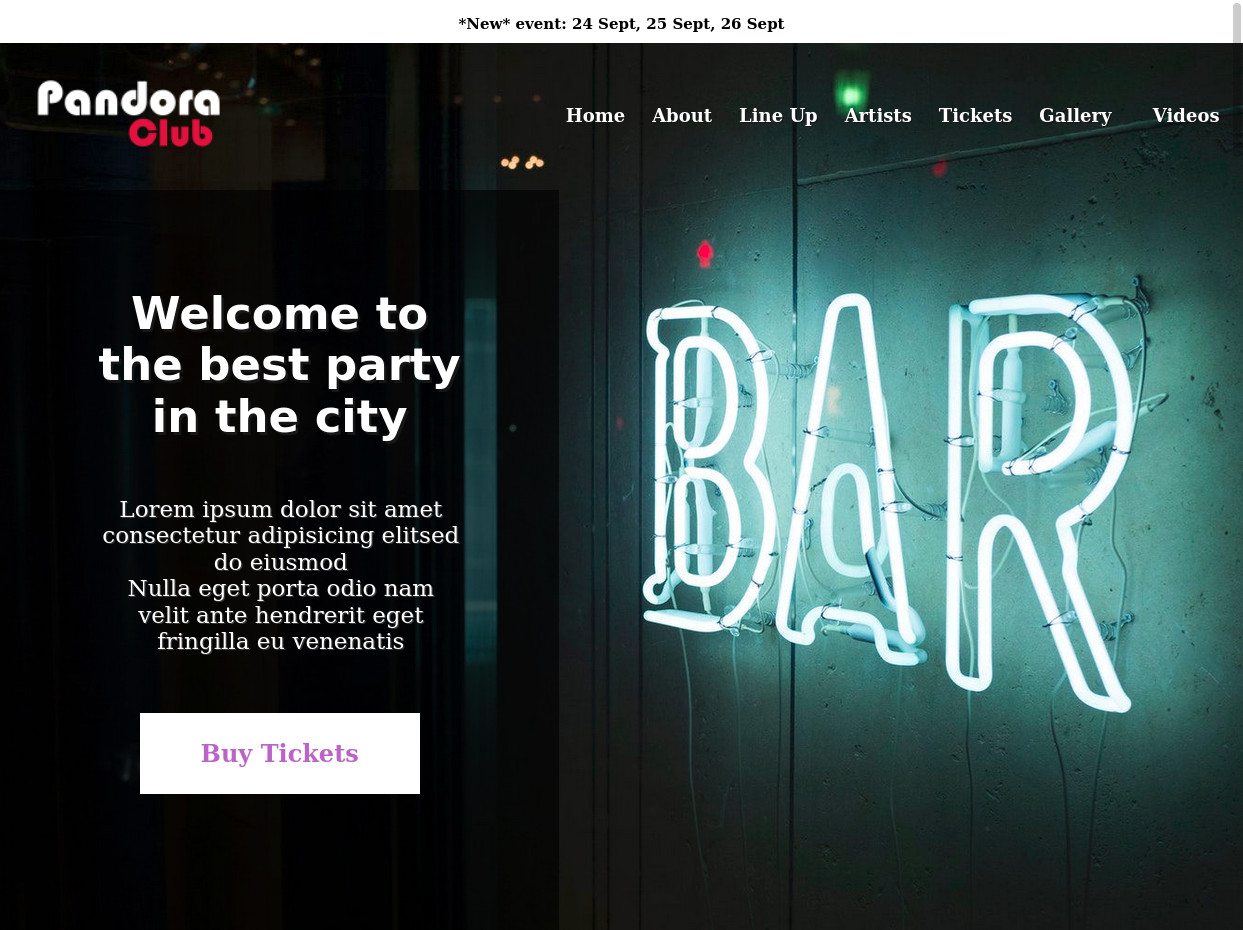 *New* event: 24 Sept, 25 Sept, 26 Sept
Pandora
Club
Home About Line Up Artists Tickets Gallery Videos
Welcome to
the best party
in the city
Lorem ipsum dolor sit amet
consectetur adipisicing elitsed
do eiusmod
Nulla eget porta odio nam
velit ante hendrerit eget
fringilla eu venenatis
Buy Tickets
BAR